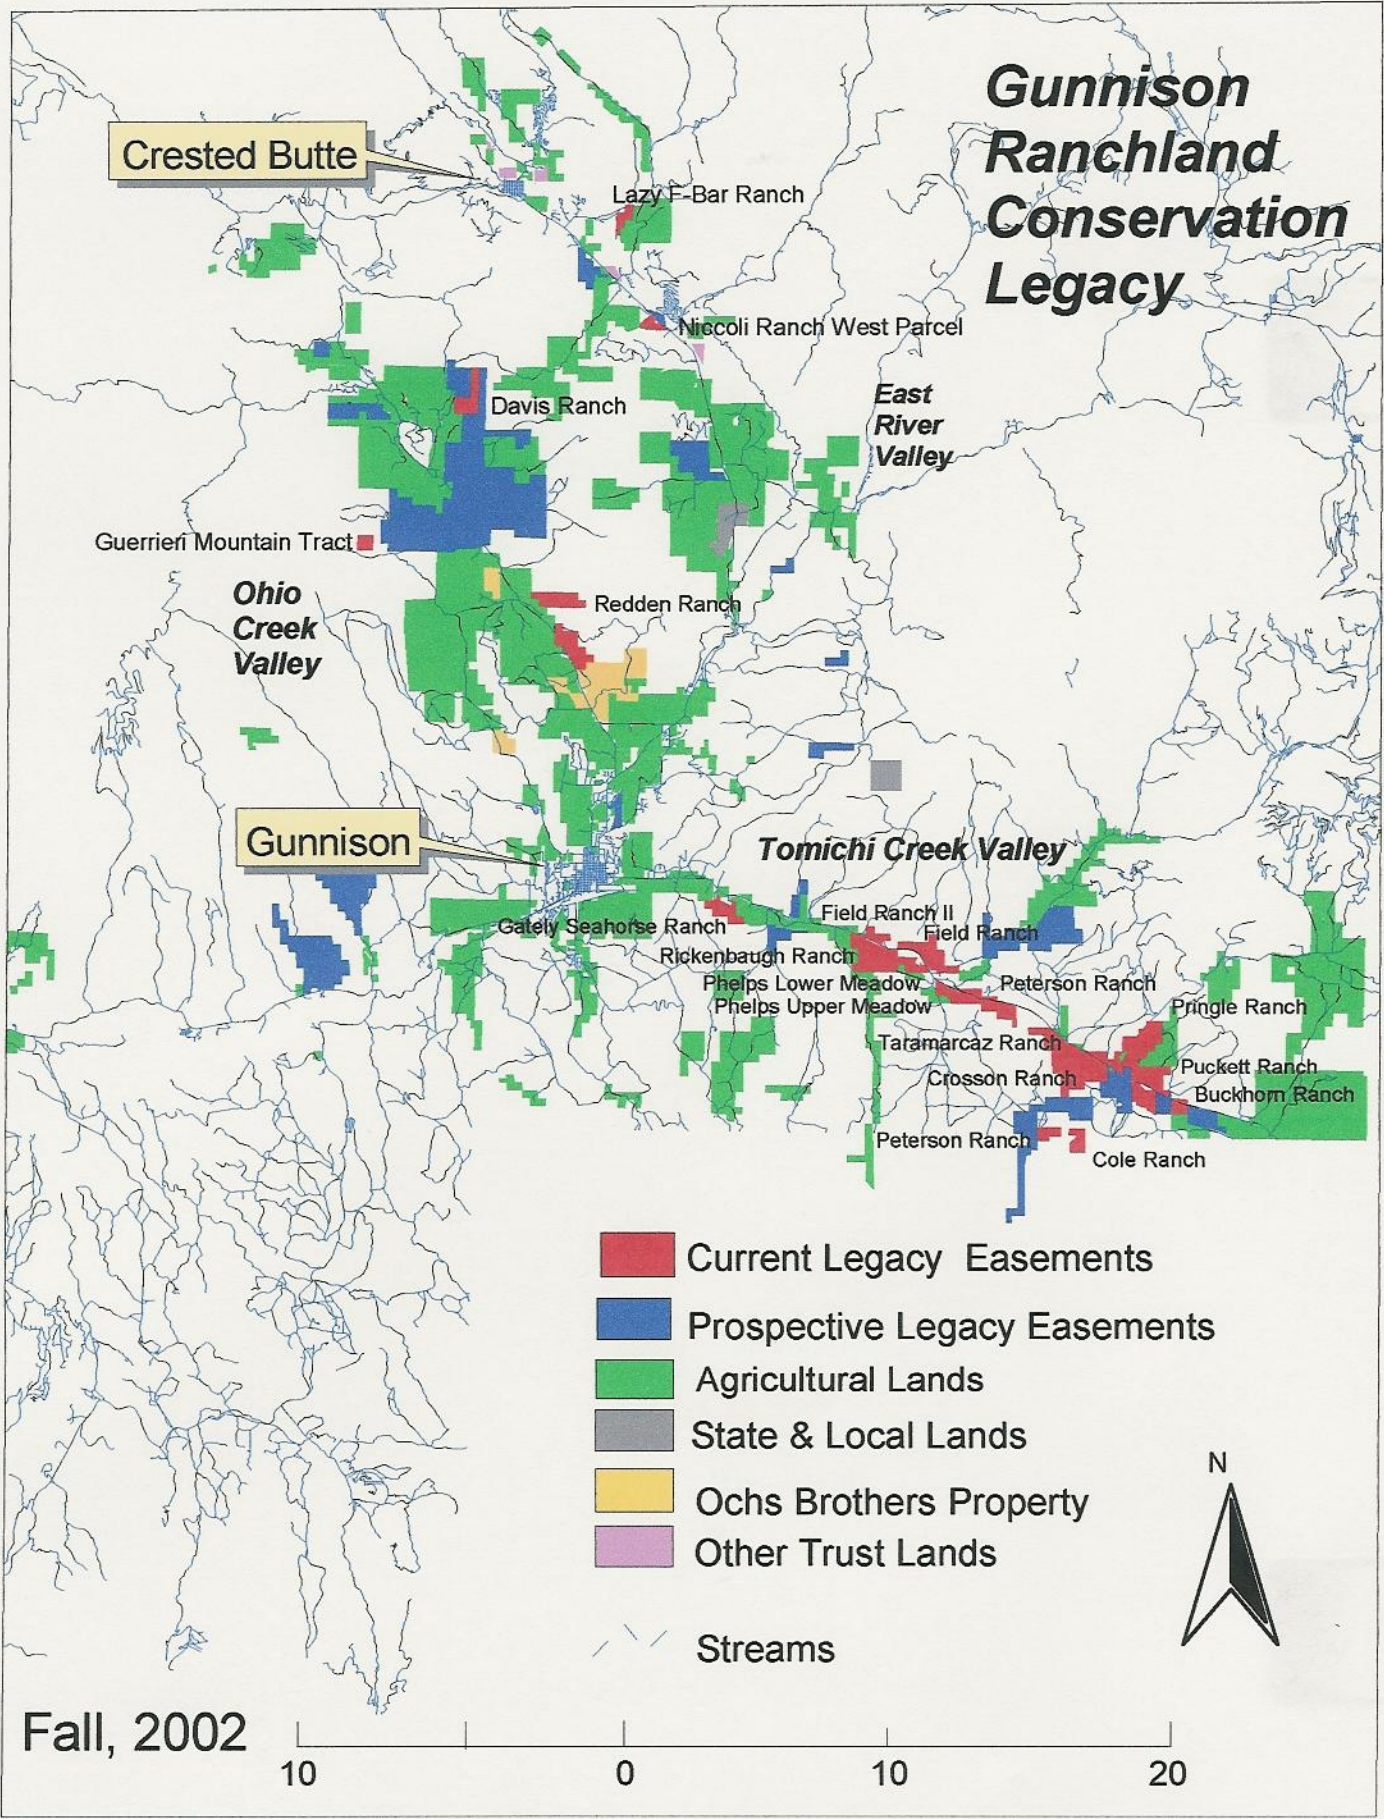 Gunnison
Ranchland
Conservation
Legacy
Crested Butte
Lazy F-Bar Ranch
Niccoli Ranch West Parcel
East
River
Valley
Davis Ranch
Guerrieri Mountain Tract
Ohio
Creek
Valley
Redden Ranch
Gunnison
Tomichi Creek Valley
Field Ranch II
Gately Seahorse Ranch
Field Ranch
Rickenbaugh Ranch
Phelps Lower Meadow
Peterson Ranch
Phelps Upper Meadow
Pringle Ranch
Taramarcaz Ranch
Puckett Ranch
Crosson Ranch
Buckhorn Ranch
Peterson Ranch
Cole Ranch
Current Legacy Easements
Prospective Legacy Easements
Agricultural Lands
State & Local Lands
Ochs Brothers Property
Other Trust Lands
Streams
N
Fall, 2002
10 0 10 20